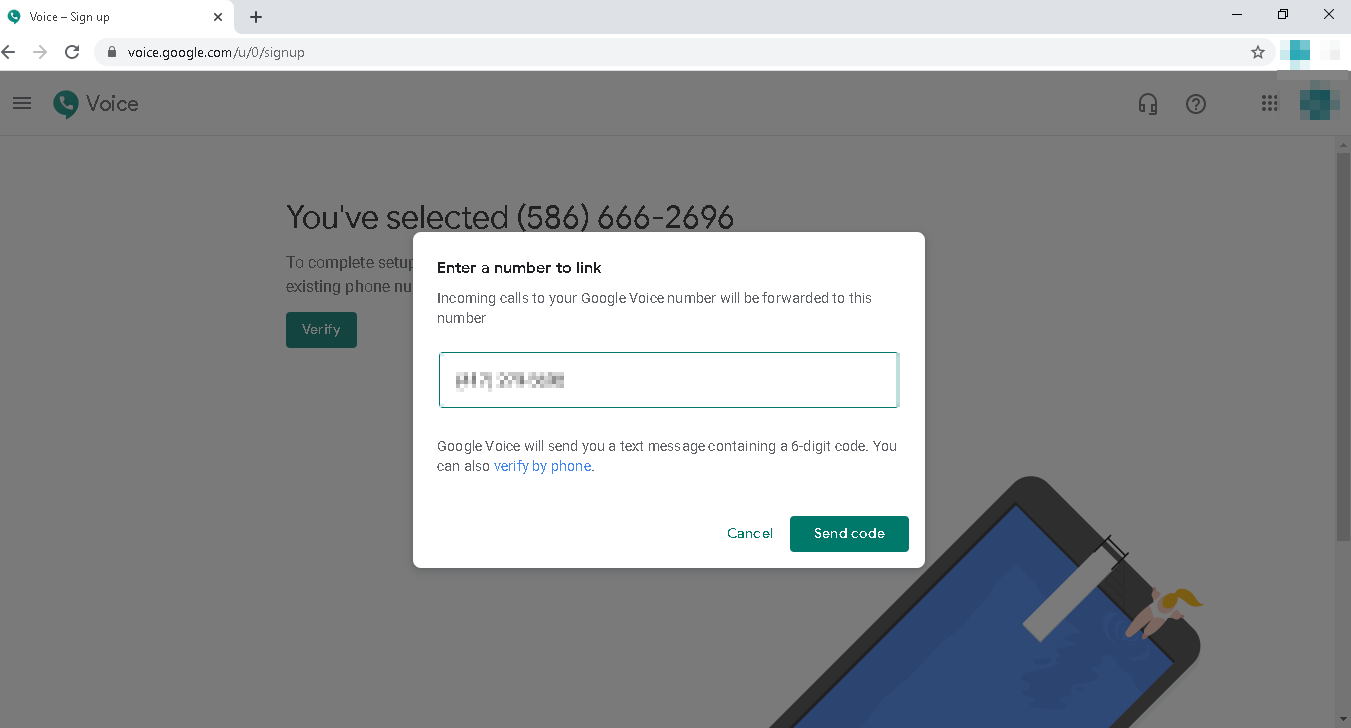 Voice – Sign up
voice.google.com/u/0/signup
Voice
You've selected (586) 666-2696
To complete setup
existing phone nu
Verify
Enter a number to link
Incoming calls to your Google Voice number will be forwarded to this
number
Google Voice will send you a text message containing a 6-digit code. You
can also verify by phone.
Cancel
Send code